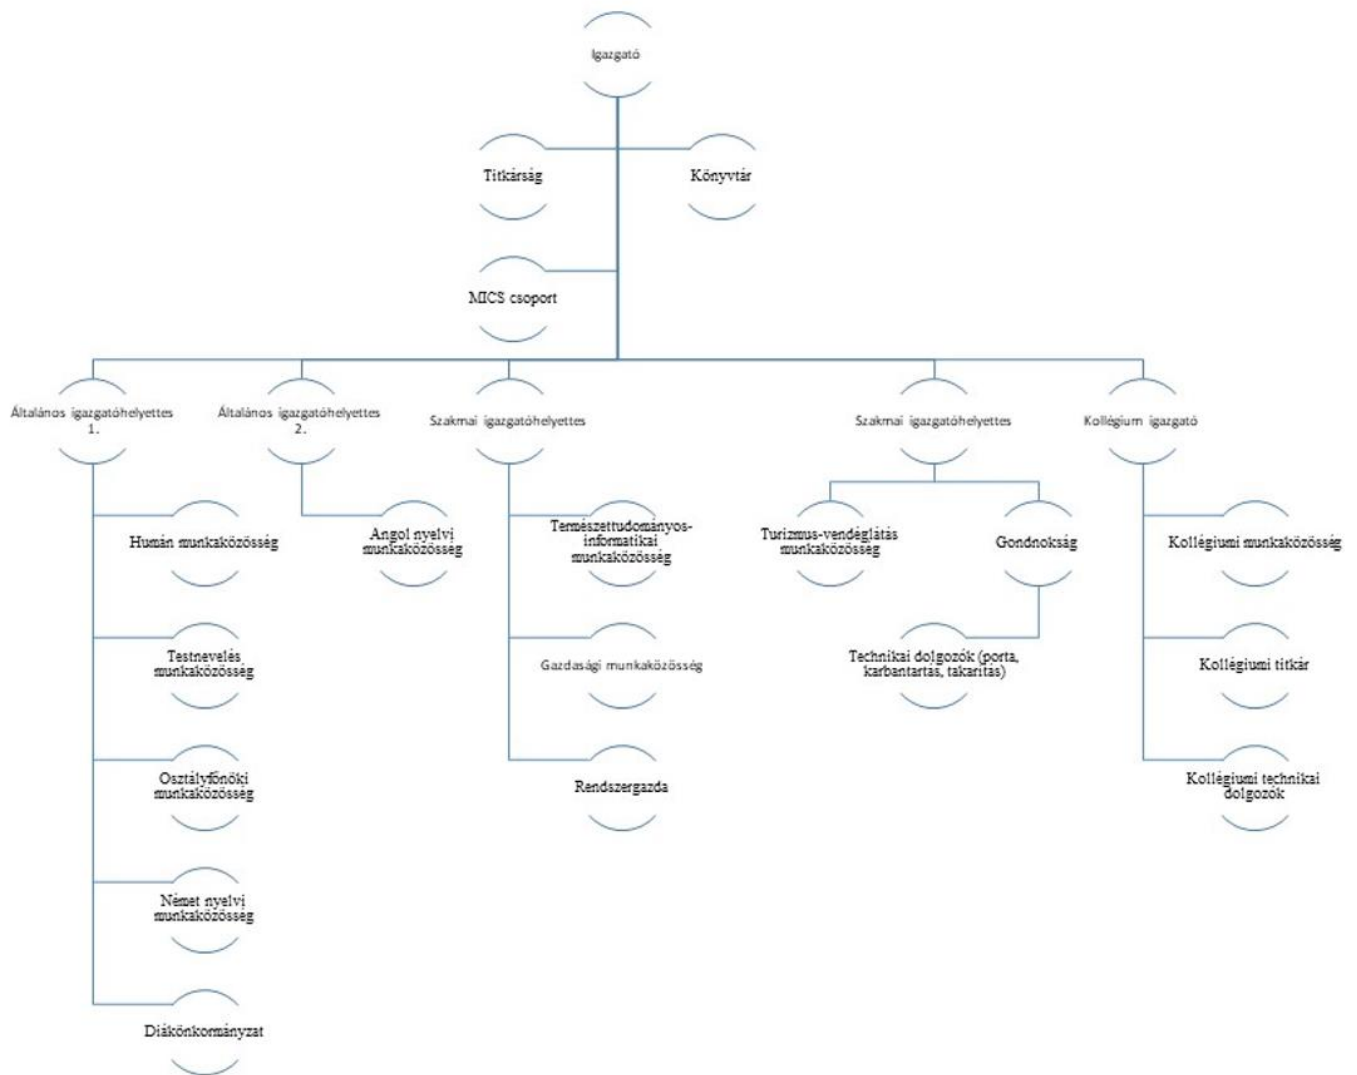 Igazgató
Titkárság
Könyvtár
MICS csoport
Általános igazgatóhelyettes
1.
Általános igazgatóhelyettes
2.
Szakmai igazgatóhelyettes
Szakmai igazgatóhelyettes
Kollégium igazgató
Humán munkaközösség
Angol nyelvi
munkaközösség
Természettudományos-
informatikai
munkaközösség
Turizmus-vendéglátás
munkaközösség
Gondnokság
Kollégiumi munkaközösség
Testnevelés
munkaközösség
Gazdasági munkaközösség
Technikai dolgozók (porta,
karbantartás, takarítás)
Kollégiumi titkár
Osztályfőnöki
munkaközösség
Rendszergazda
Kollégiumi technikai
dolgozók
Német nyelvi
munkaközösség
Diákönkormányzat